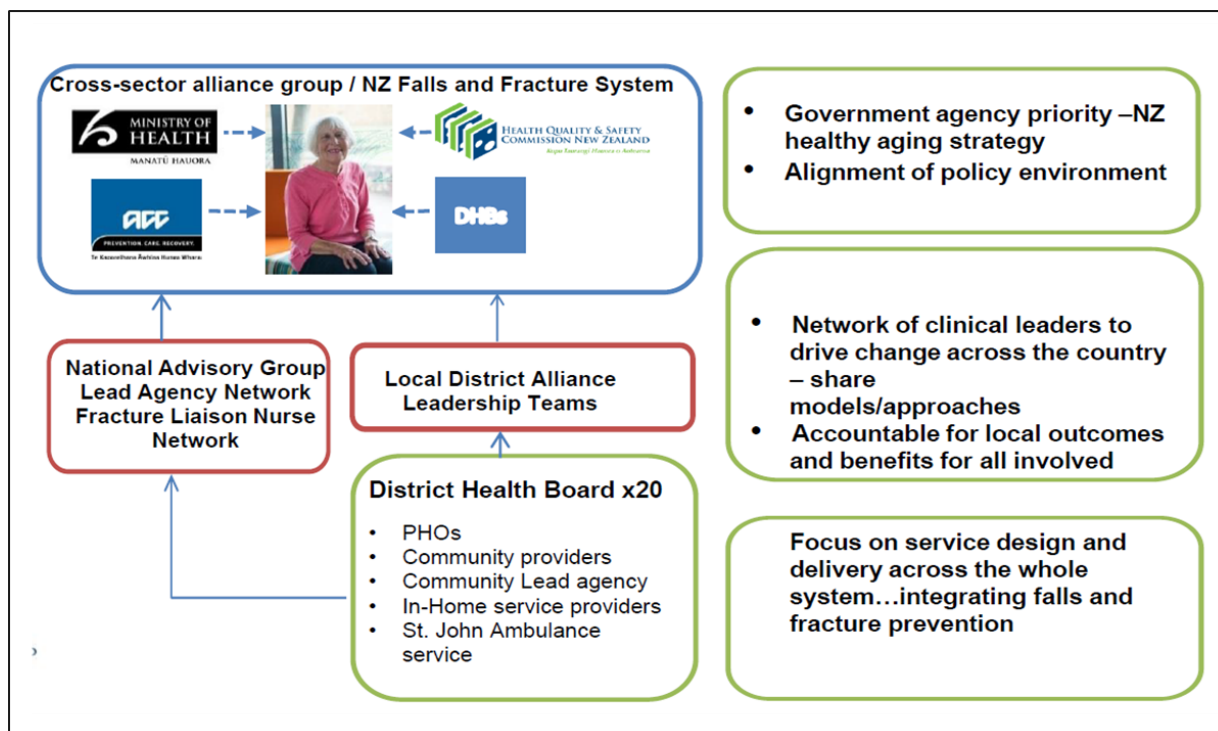 Cross-sector alliance group / NZ Falls and Fracture System
MINISTRY OF
HEALTH
MANATŪ HAUORA
HEALTH QUALITY & SAFETY
COMMISSION NEW ZEALAND
PREVENTION. CARE. RECOVERY.
DHBs
National Advisory Group
Lead Agency Network
Fracture Liaison Nurse
Network
Local District Alliance
Leadership Teams
District Health Board x20
• PHOs
• Community providers
• Community Lead agency
• In-Home service providers
• St. John Ambulance
service
• Government agency priority –NZ
healthy aging strategy
• Alignment of policy environment
• Network of clinical leaders to
drive change across the country
– share
models/approaches
• Accountable for local outcomes
and benefits for all involved
Focus on service design and
delivery across the whole
system…integrating falls and
fracture prevention